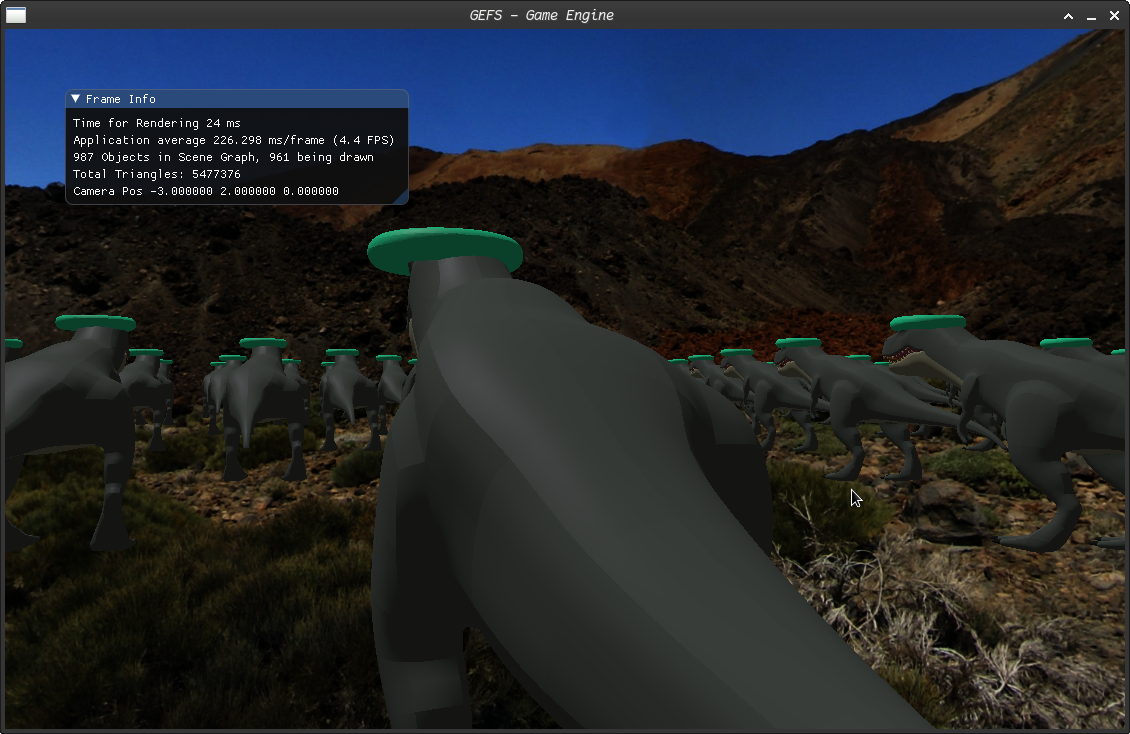 GEFS – Game Engine
Frame Info
Time for Rendering 24 ms
Application average 226.298 ms/frame (4.4 FPS)
987 Objects in Scene Graph, 961 being drawn
Total Triangles: 5477376
Camera Pos -3.000000 2.000000 0.000000